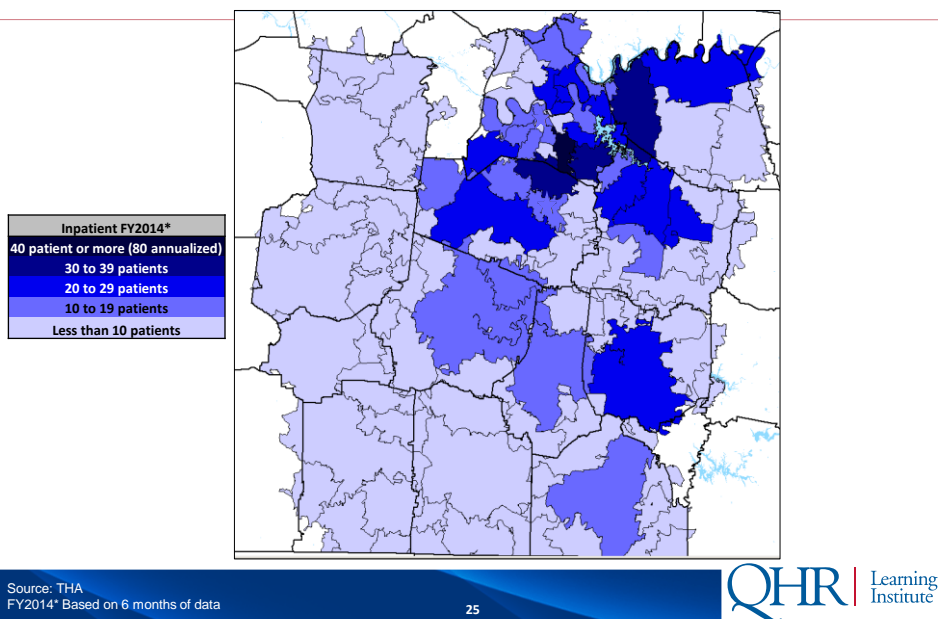 Inpatient FY2014*
40 patient or more (80 annualized)
30 to 39 patients
20 to 29 patients
10 to 19 patients
Less than 10 patients
Source: THA
FY2014* Based on 6 months of data
25
QHR
Learning
Institute